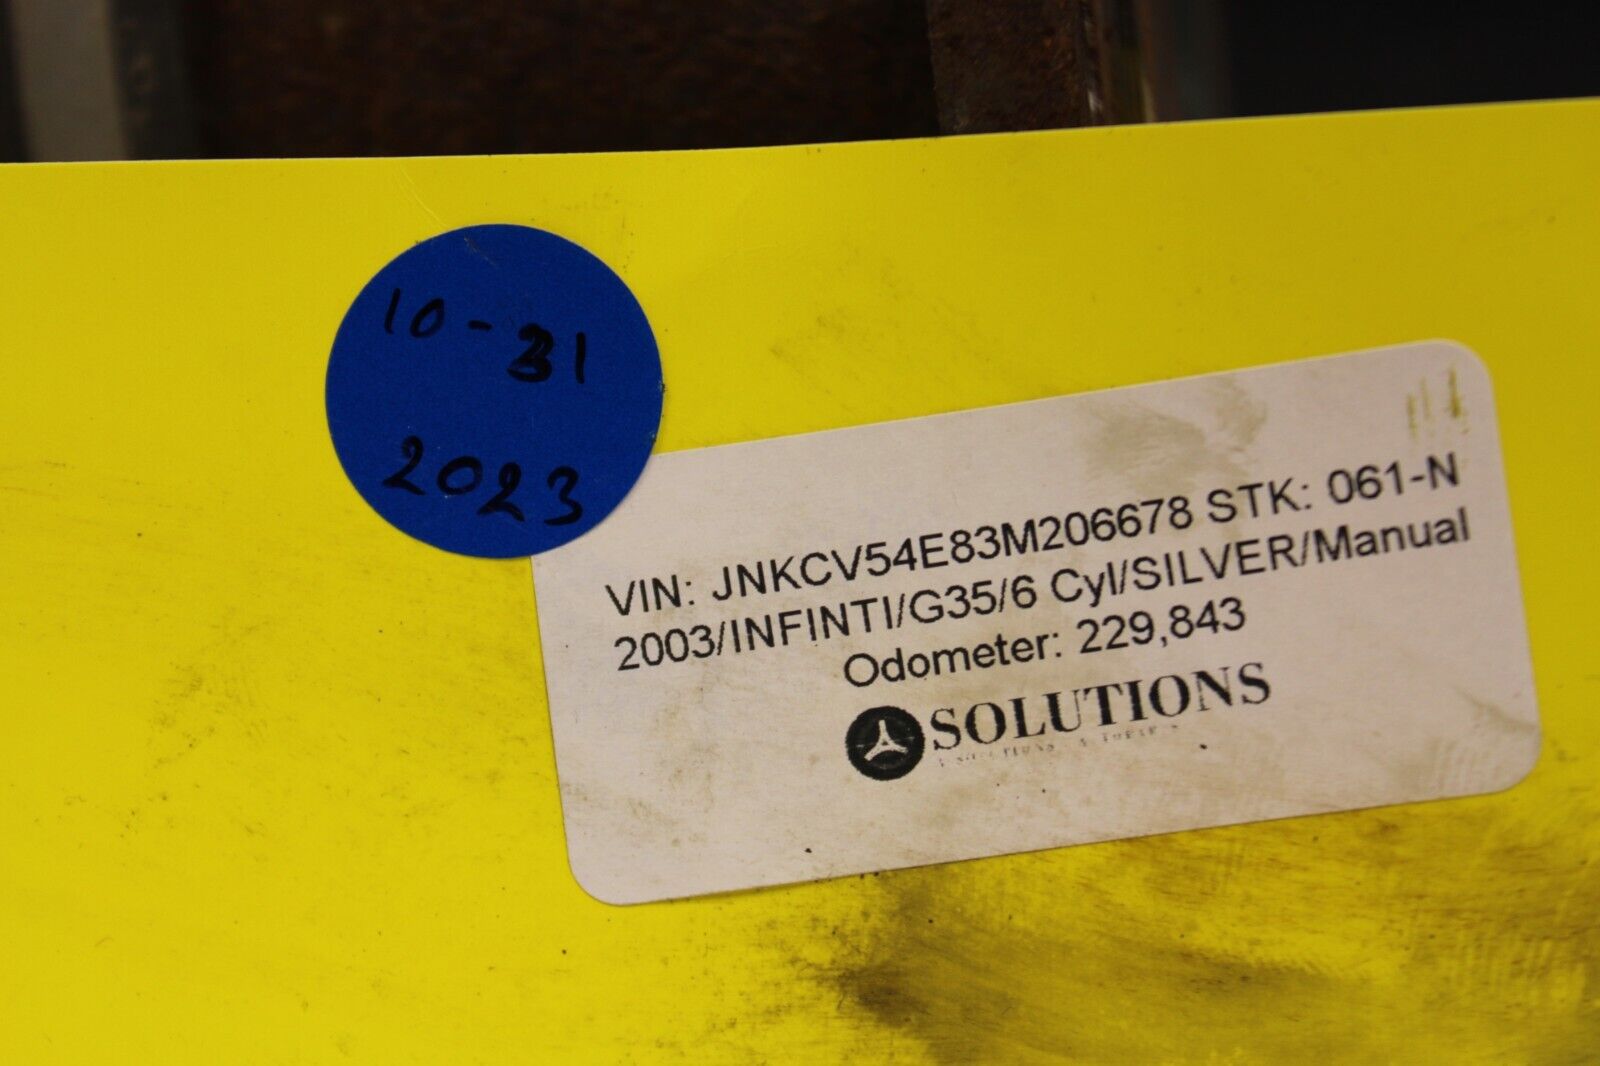 10-31
2023
VIN: JNKCV54E83M206678 STK: 061-N
2003/INFINTI/G35/6 Cyl/SILVER/Manual
Odometer: 229,843
SOLUTIONS